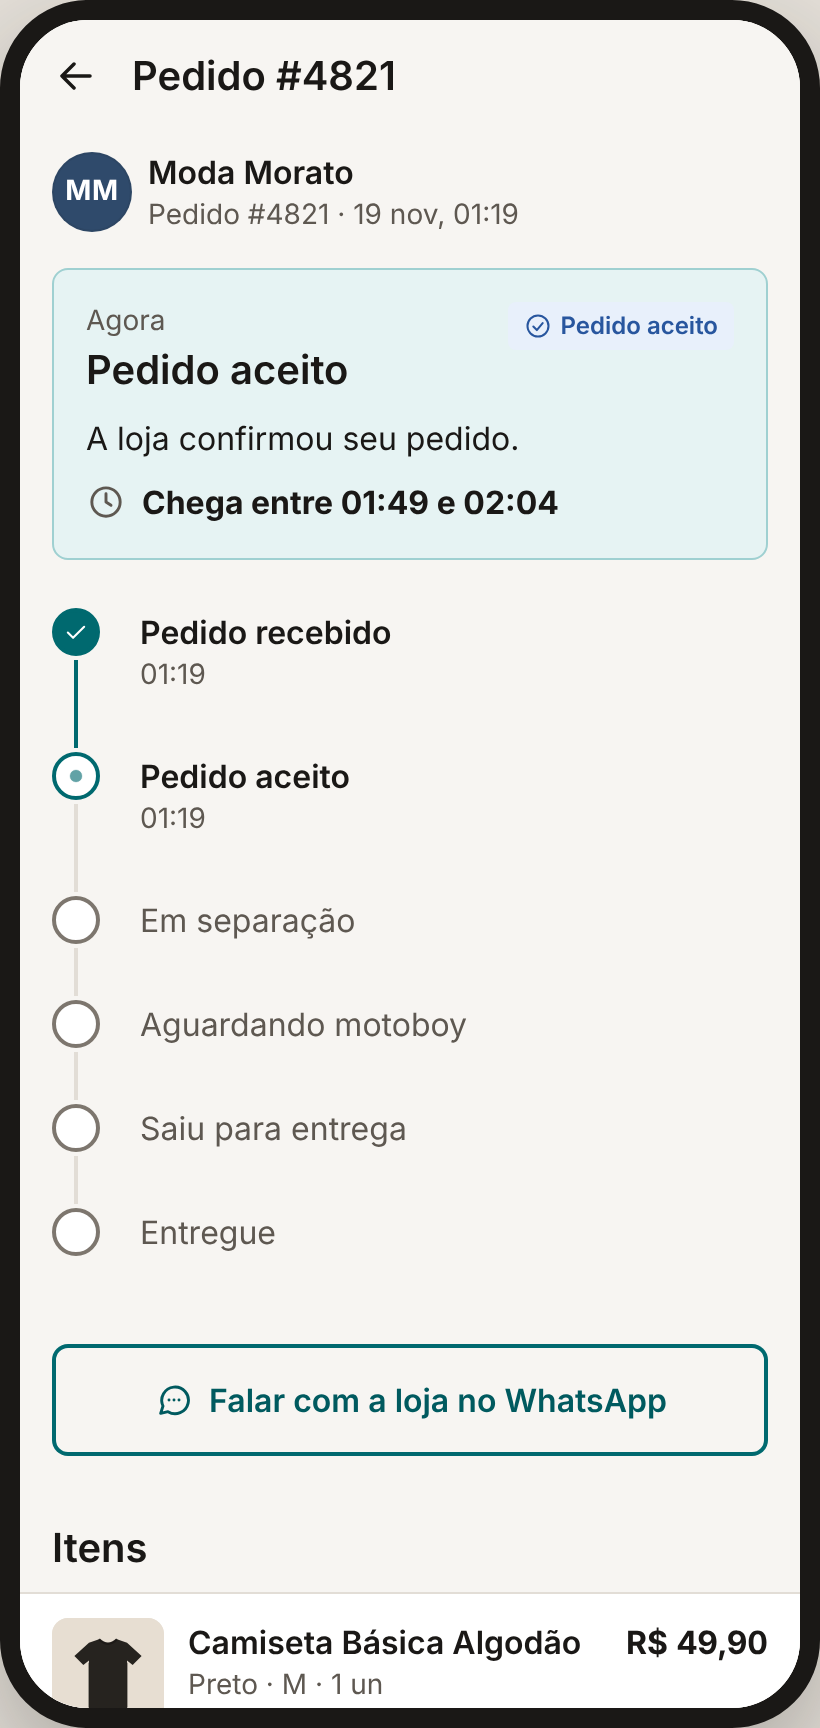 Pedido #4821
MM
Moda Morato
Pedido #4821 · 19 nov, 01:19
Agora
Pedido aceito
Pedido aceito
A loja confirmou seu pedido.
Chega entre 01:49 e 02:04
Pedido recebido
01:19
Pedido aceito
01:19
Em separação
Aguardando motoboy
Saiu para entrega
Entregue
Falar com a loja no WhatsApp
Itens
Camiseta Básica Algodão R$ 49,90
Preto · M · 1 un